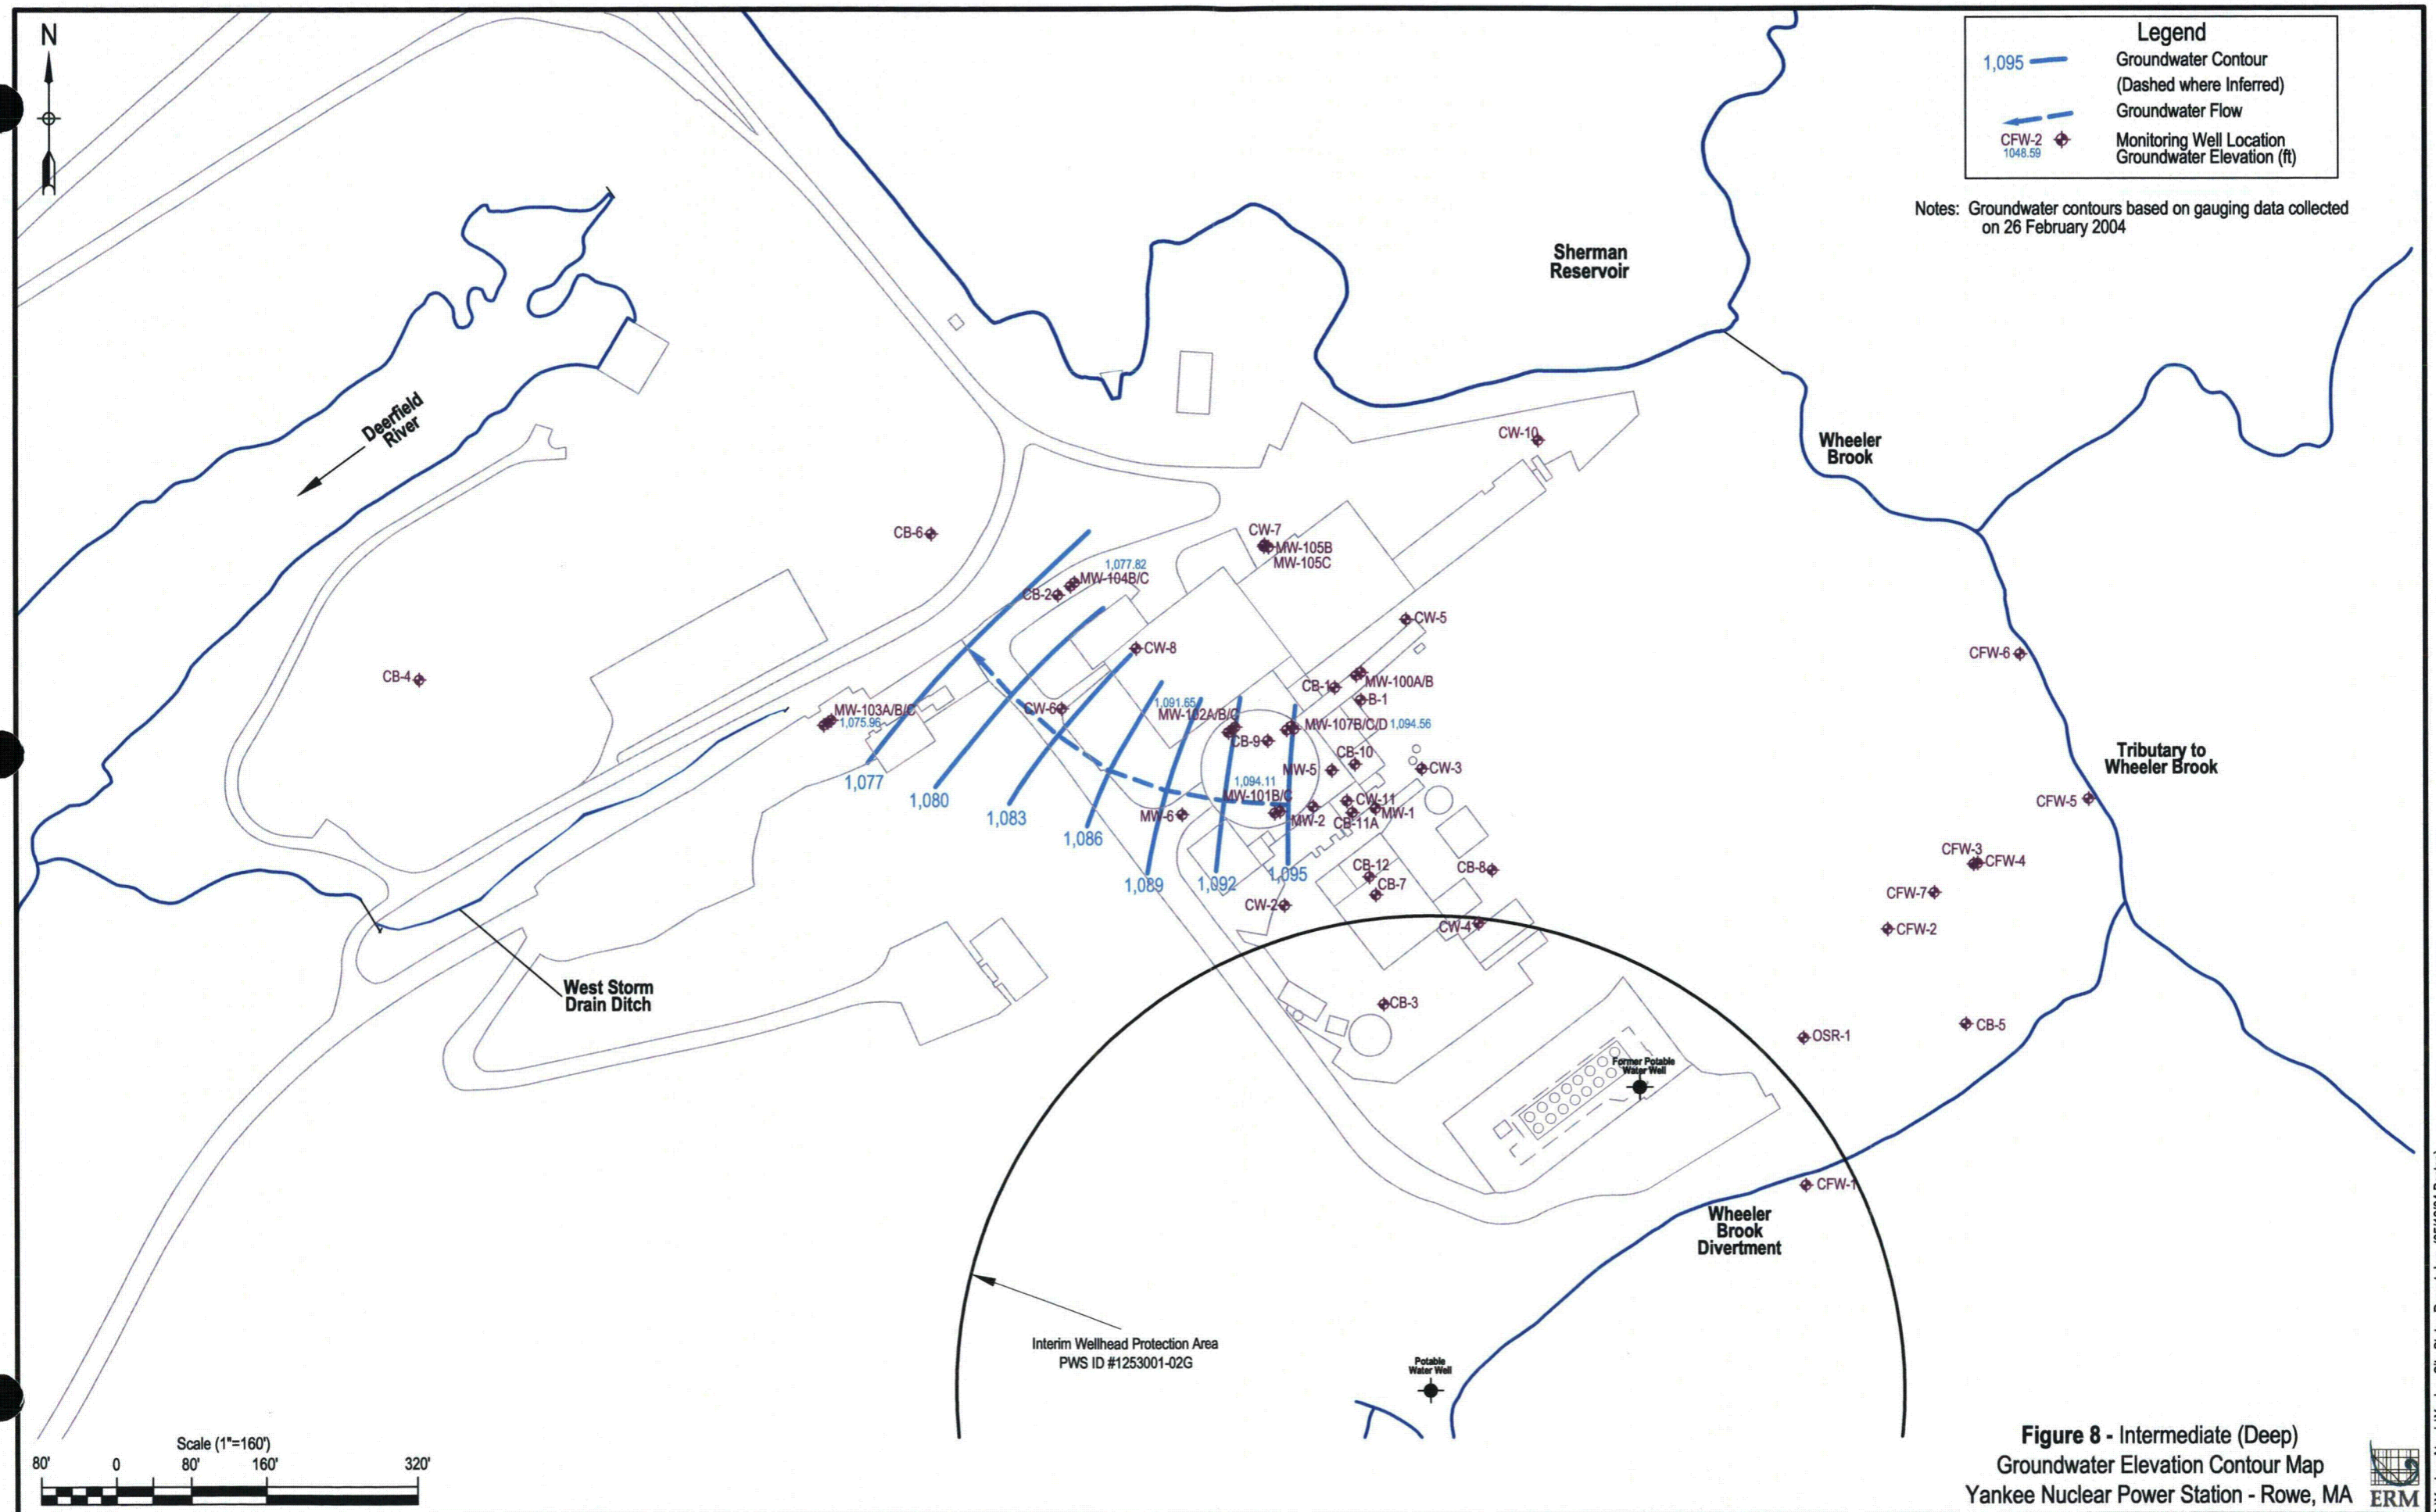 N
Legend
1,095
Groundwater Contour
(Dashed where Inferred)
Groundwater Flow
CFW-2
1048.59
Monitoring Well Location
Groundwater Elevation (ft)
Notes: Groundwater contours based on gauging data collected
on 26 February 2004
Sherman
Reservoir
Deerfield
River
Wheeler
Brook
CW-10
CB-6
CW-7
MW-105B
MW-105C
1,077.82
MW-104B/C
CB-2
CW-5
CW-8
CFW-6
CB-4
MW-100A/B
CB-1
B-1
CW-6
1,091.65
MW-102A/B/C
MW-103A/B/C
1,075.96
MW-107B/C/D
1,094.56
CB-9
CB-10
MW-5
CW-3
Tributary to
Wheeler Brook
1,077
1,094.11
MW-101B/C
1,080
CW-11
MW-1
CFW-5
MW-6
MW-2
CB-11A
1,083
1,086
CFW-3
CFW-4
CB-12
CB-8
1,089
1,092
1,095
CB-7
CFW-7
CW-2
CW-4
CFW-2
West Storm
Drain Ditch
CB-3
OSR-1
CB-5
Former Potable
Water Well
CFW-1
Wheeler
Brook
Divertment
Interim Wellhead Protection Area
PWS ID #1253001-02G
Potable
Water Well
Scale (1"=160')
80'
0
80'
160'
320'
Figure 8 - Intermediate (Deep)
Groundwater Elevation Contour Map
Yankee Nuclear Power Station - Rowe, MA
ERM